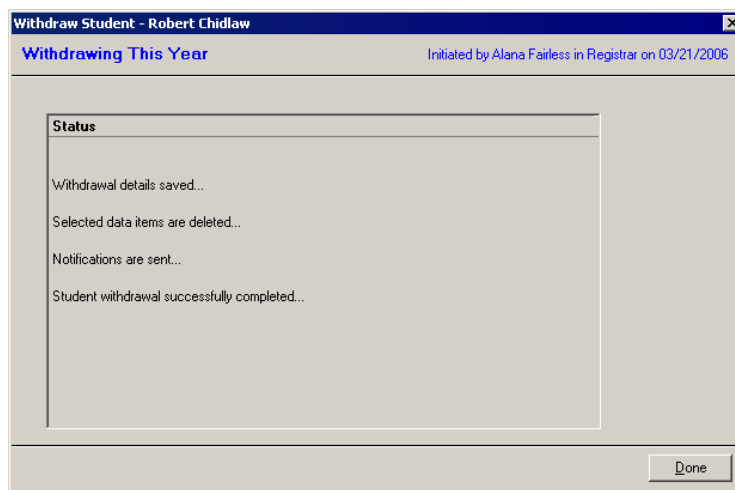 Withdraw Student - Robert Chidlaw
Withdrawing This Year
Initiated by Alana Fairless in Registrar on 03/21/2006
Status
Withdrawal details saved...
Selected data items are deleted...
Notifications are sent...
Student withdrawal successfully completed...
Done